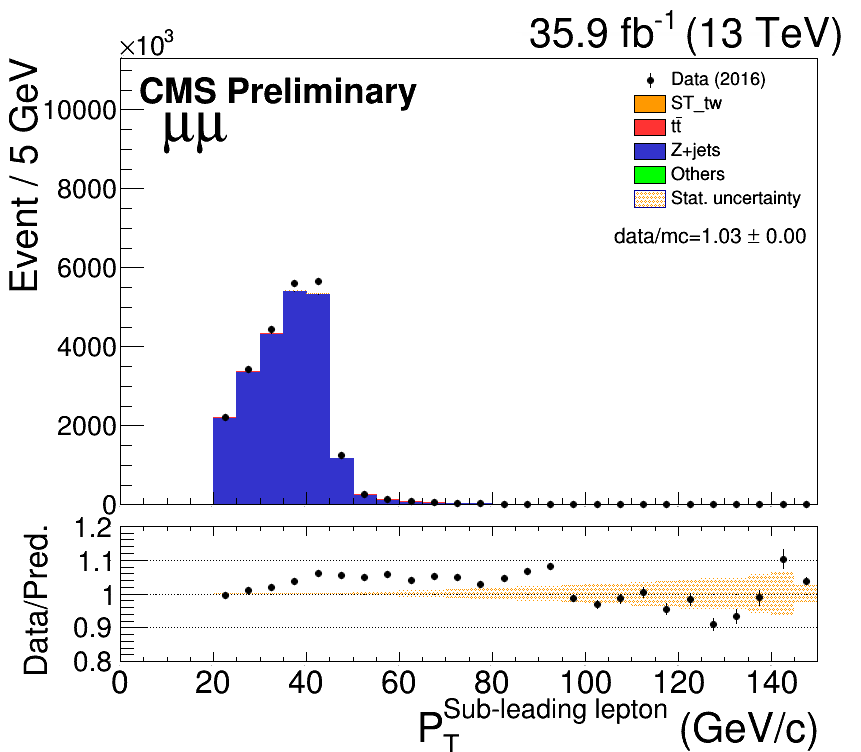 35.9 fb⁻¹ (13 TeV)
×10³
CMS Preliminary
μμ
Data (2016)
ST_tw
tt̄
Z+jets
Others
Stat. uncertainty
data/mc=1.03 ± 0.00
Event / 5 GeV
10000
8000
6000
4000
2000
0
Data/Pred.
1.2
1.1
1
0.9
0.8
0 20 40 60 80 100 120 140
P_T^Sub-leading lepton (GeV/c)